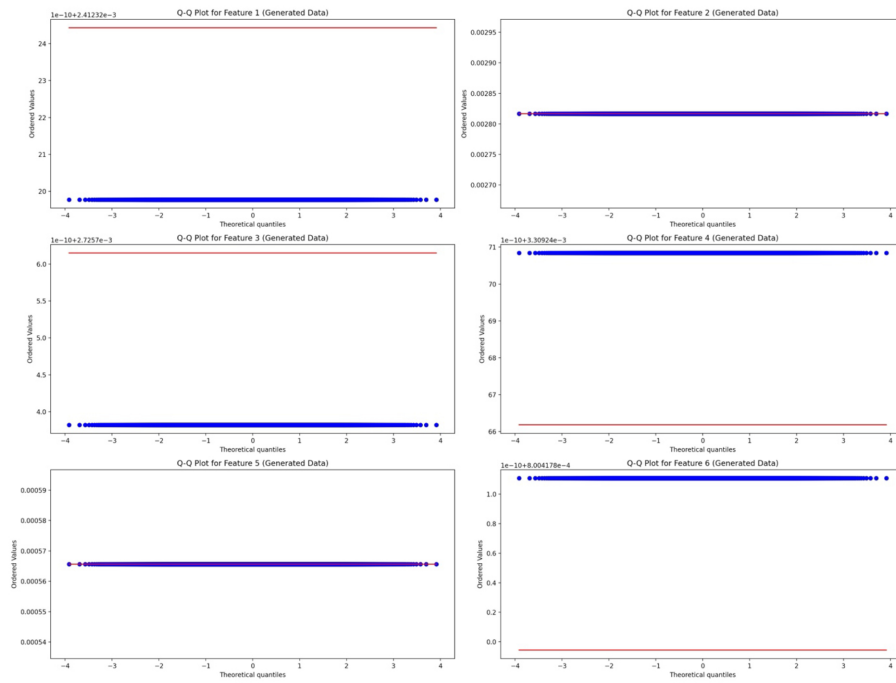 1e-10+2.41232e-3
Q-Q Plot for Feature 1 (Generated Data)
24
23
22
21
20
Ordered Values
−4 −3 −2 −1 0 1 2 3 4
Theoretical quantiles
Q-Q Plot for Feature 2 (Generated Data)
0.00295
0.00290
0.00285
0.00280
0.00275
0.00270
Ordered Values
−4 −3 −2 −1 0 1 2 3 4
Theoretical quantiles
1e-10+2.7257e-3
Q-Q Plot for Feature 3 (Generated Data)
6.0
5.5
5.0
4.5
4.0
Ordered Values
−4 −3 −2 −1 0 1 2 3 4
Theoretical quantiles
1e-10+3.30924e-3
Q-Q Plot for Feature 4 (Generated Data)
71
70
69
68
67
66
Ordered Values
−4 −3 −2 −1 0 1 2 3 4
Theoretical quantiles
Q-Q Plot for Feature 5 (Generated Data)
0.00059
0.00058
0.00057
0.00056
0.00055
0.00054
Ordered Values
−4 −3 −2 −1 0 1 2 3 4
Theoretical quantiles
1e-10+8.004178e-4
Q-Q Plot for Feature 6 (Generated Data)
1.0
0.8
0.6
0.4
0.2
0.0
Ordered Values
−4 −3 −2 −1 0 1 2 3 4
Theoretical quantiles